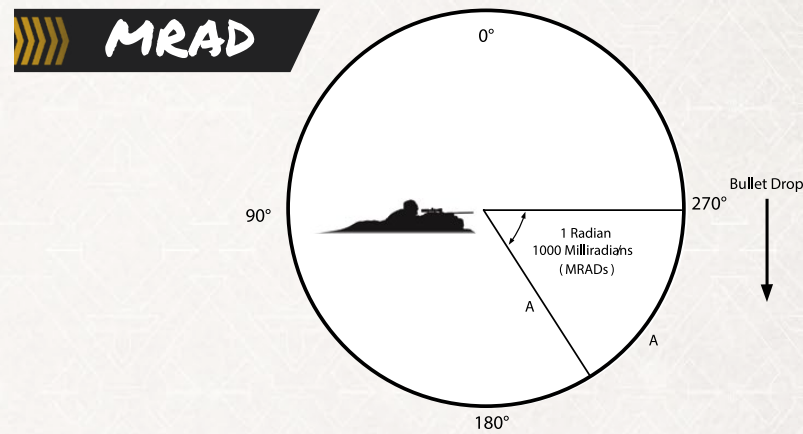 MRAD
0°
90°
270°
Bullet Drop
1 Radian
1000 Milliradians
(MRADs)
A
A
180°